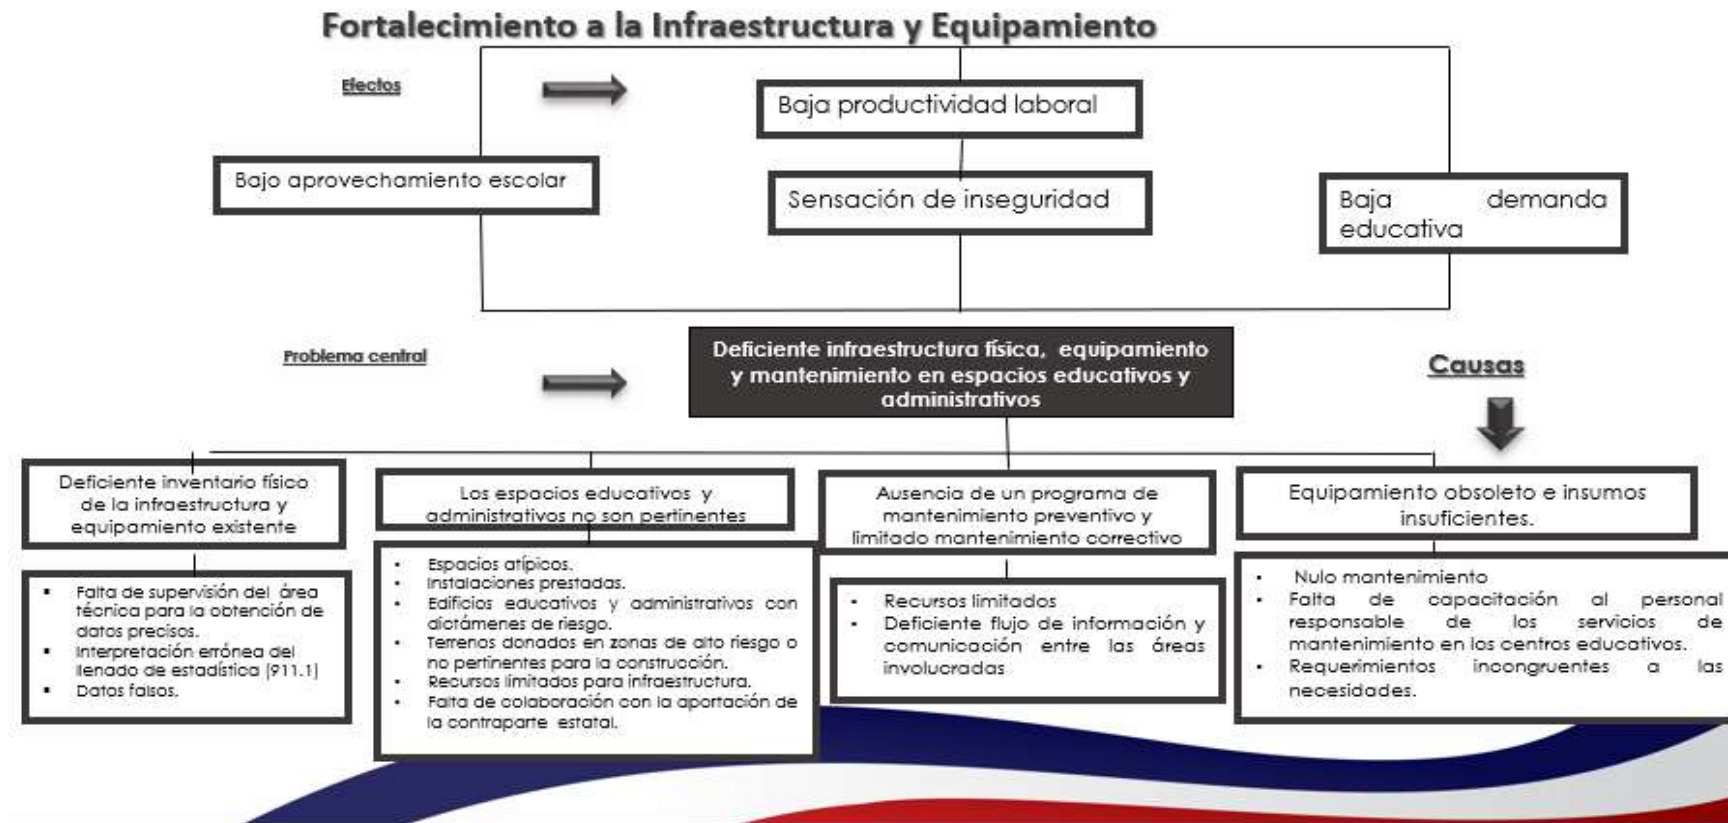 Fortalecimiento a la Infraestructura y Equipamiento
Efectos
Baja productividad laboral
Bajo aprovechamiento escolar
Sensación de inseguridad
Baja demanda
educativa
Problema central
Deficiente infraestructura física, equipamiento
y mantenimiento en espacios educativos y
administrativos
Causas
Deficiente inventario físico
de la infraestructura y
equipamiento existente
Los espacios educativos y
administrativos no son pertinentes
Ausencia de un programa de
mantenimiento preventivo y
limitado mantenimiento correctivo
Equipamiento obsoleto e insumos
insuficientes.
▪ Falta de supervisión del área
técnica para la obtención de
datos precisos.
▪ Interpretación errónea del
llenado de estadística (911.1)
▪ Datos falsos.
• Espacios atípicos.
• Instalaciones prestadas.
• Edificios educativos y administrativos con
dictámenes de riesgo.
• Terrenos donados en zonas de alto riesgo o
no pertinentes para la construcción.
• Recursos limitados para infraestructura.
• Falta de colaboración con la aportación de
la contraparte estatal.
• Recursos limitados
• Deficiente flujo de información y
comunicación entre las áreas
involucradas
• Nulo mantenimiento
• Falta de capacitación al personal
responsable de los servicios de
mantenimiento en los centros educativos.
• Requerimientos incongruentes a las
necesidades.